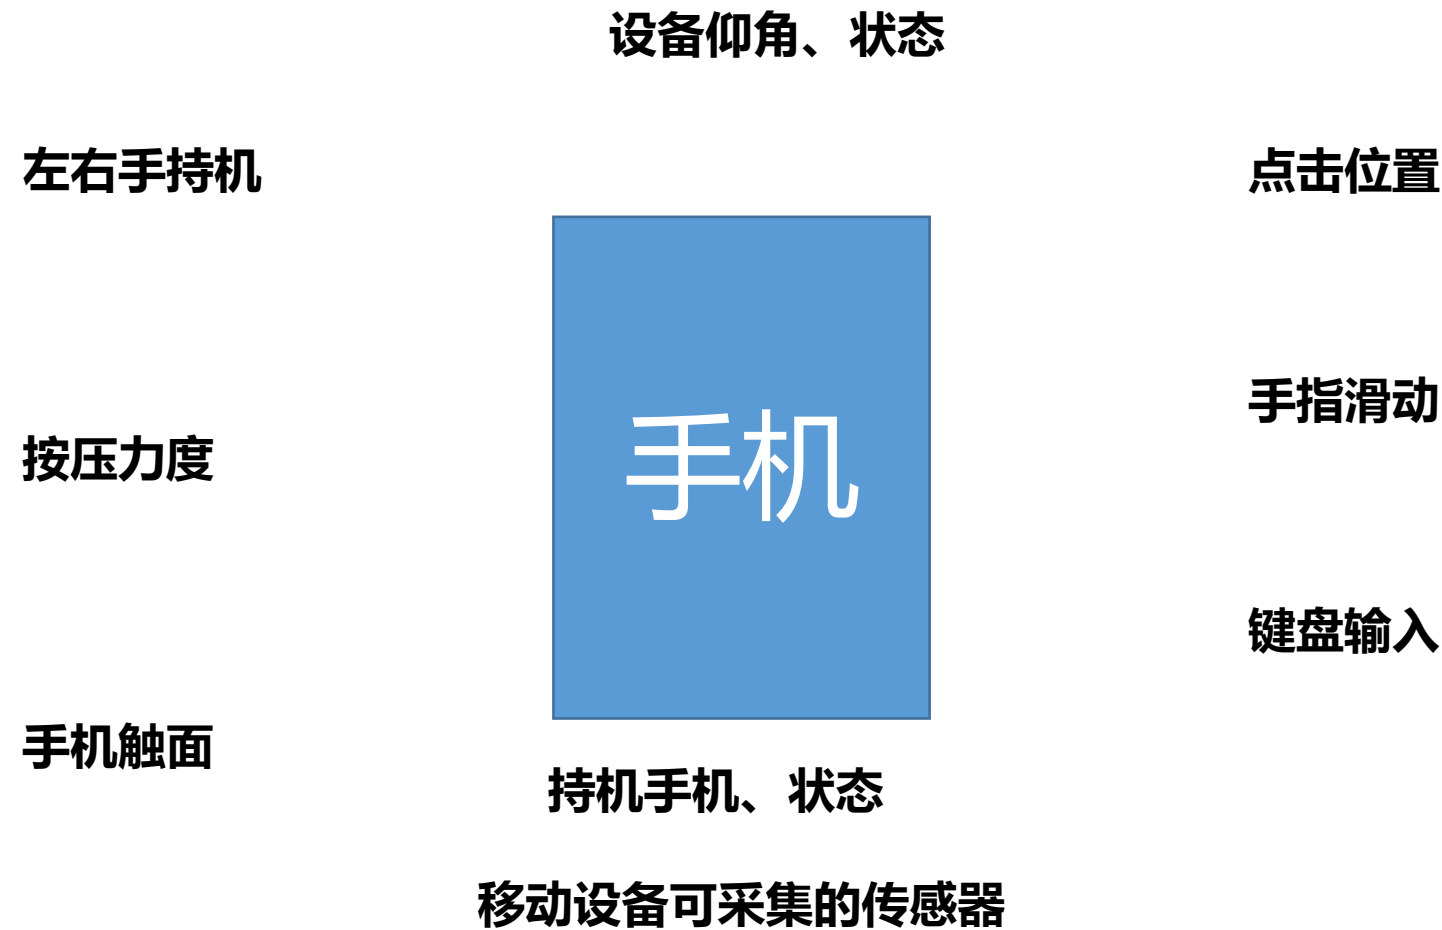 设备仰角、状态
左右手持机
点击位置
手指滑动
手机
按压力度
键盘输入
手机触面
持机手机、状态
移动设备可采集的传感器